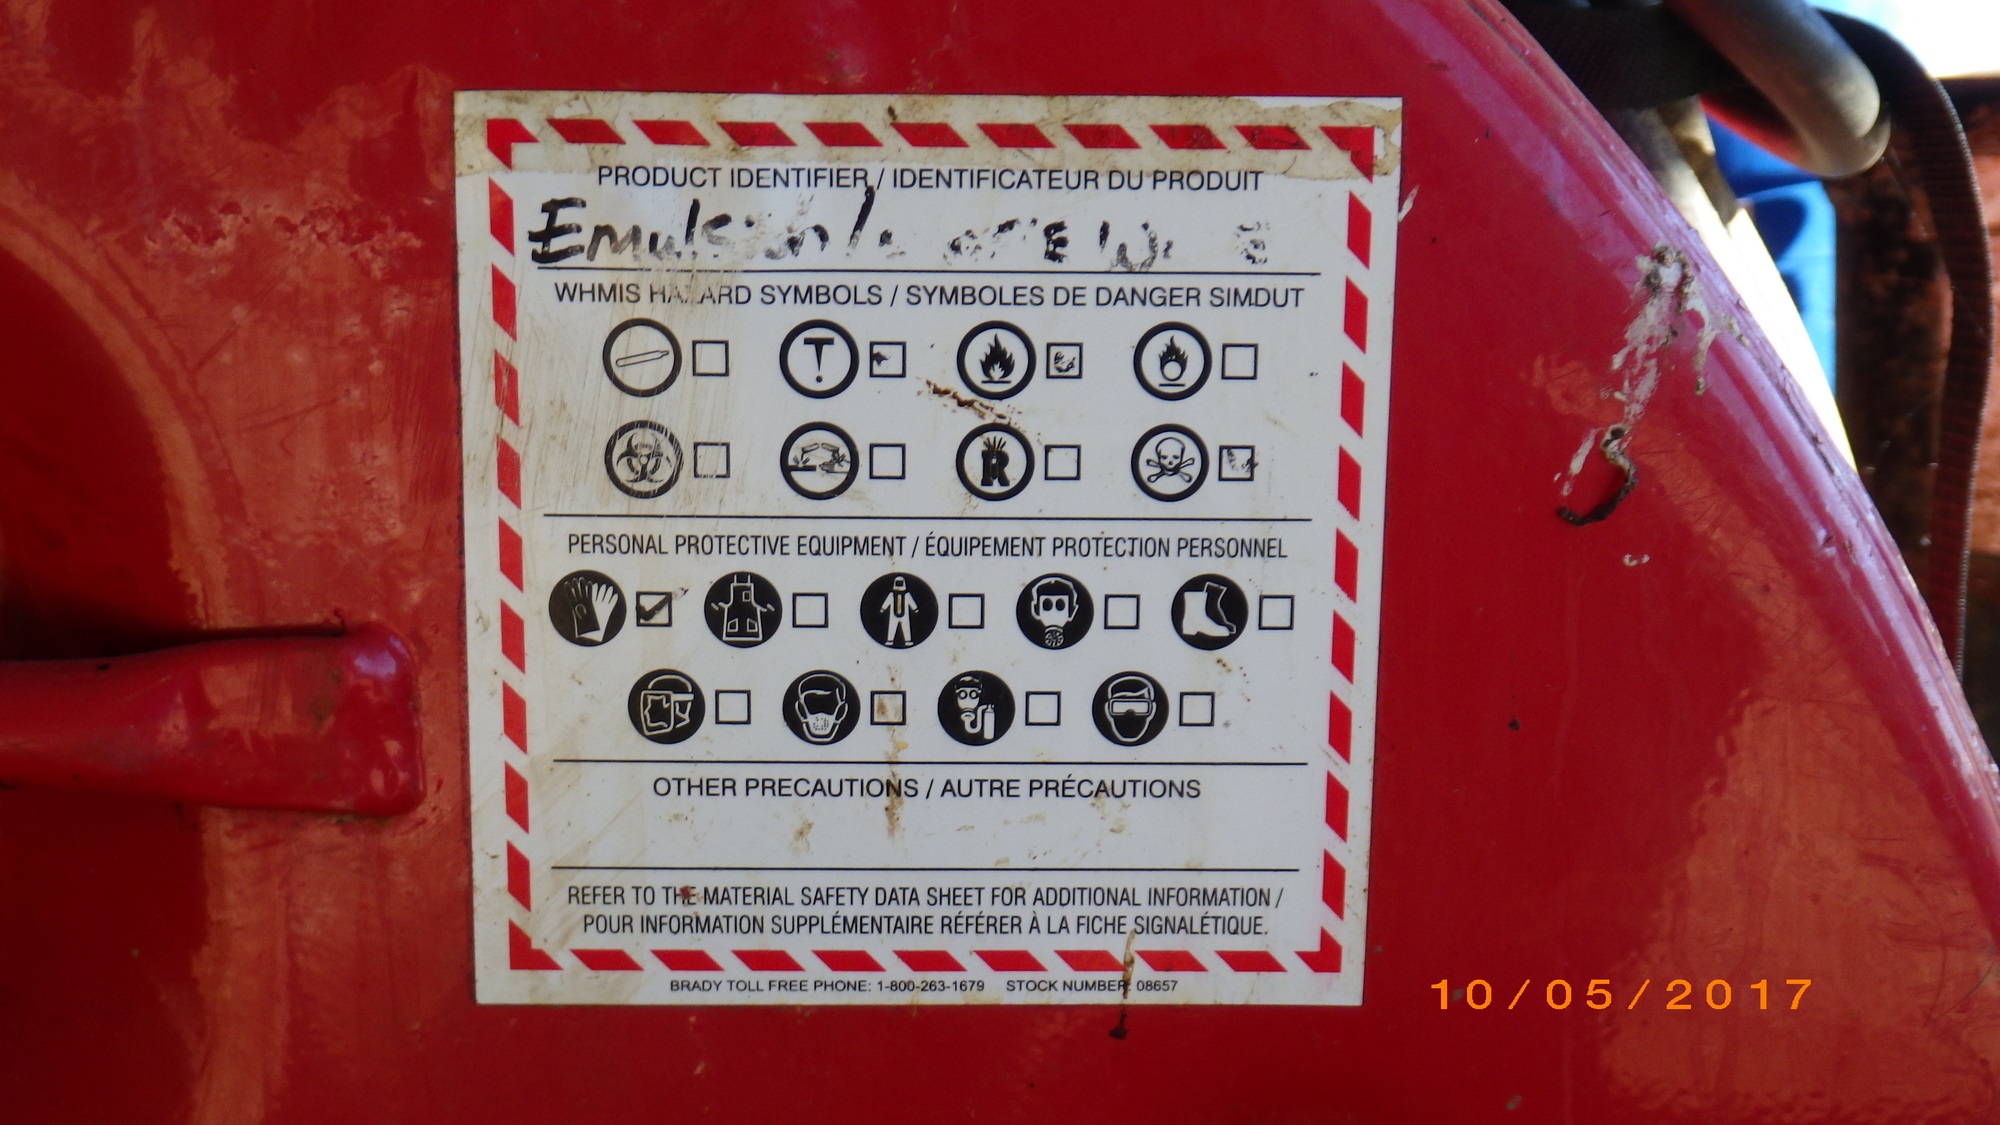 PRODUCT IDENTIFIER / IDENTIFICATEUR DU PRODUIT
Emulsion
WHMIS HAZARD SYMBOLS / SYMBOLES DE DANGER SIMDUT
R
PERSONAL PROTECTIVE EQUIPMENT / ÉQUIPEMENT PROTECTION PERSONNEL
OTHER PRECAUTIONS / AUTRE PRÉCAUTIONS
REFER TO THE MATERIAL SAFETY DATA SHEET FOR ADDITIONAL INFORMATION /
POUR INFORMATION SUPPLÉMENTAIRE RÉFÉRER À LA FICHE SIGNALÉTIQUE.
BRADY TOLL FREE PHONE: 1-800-263-1679 STOCK NUMBER: 08657
10/05/2017